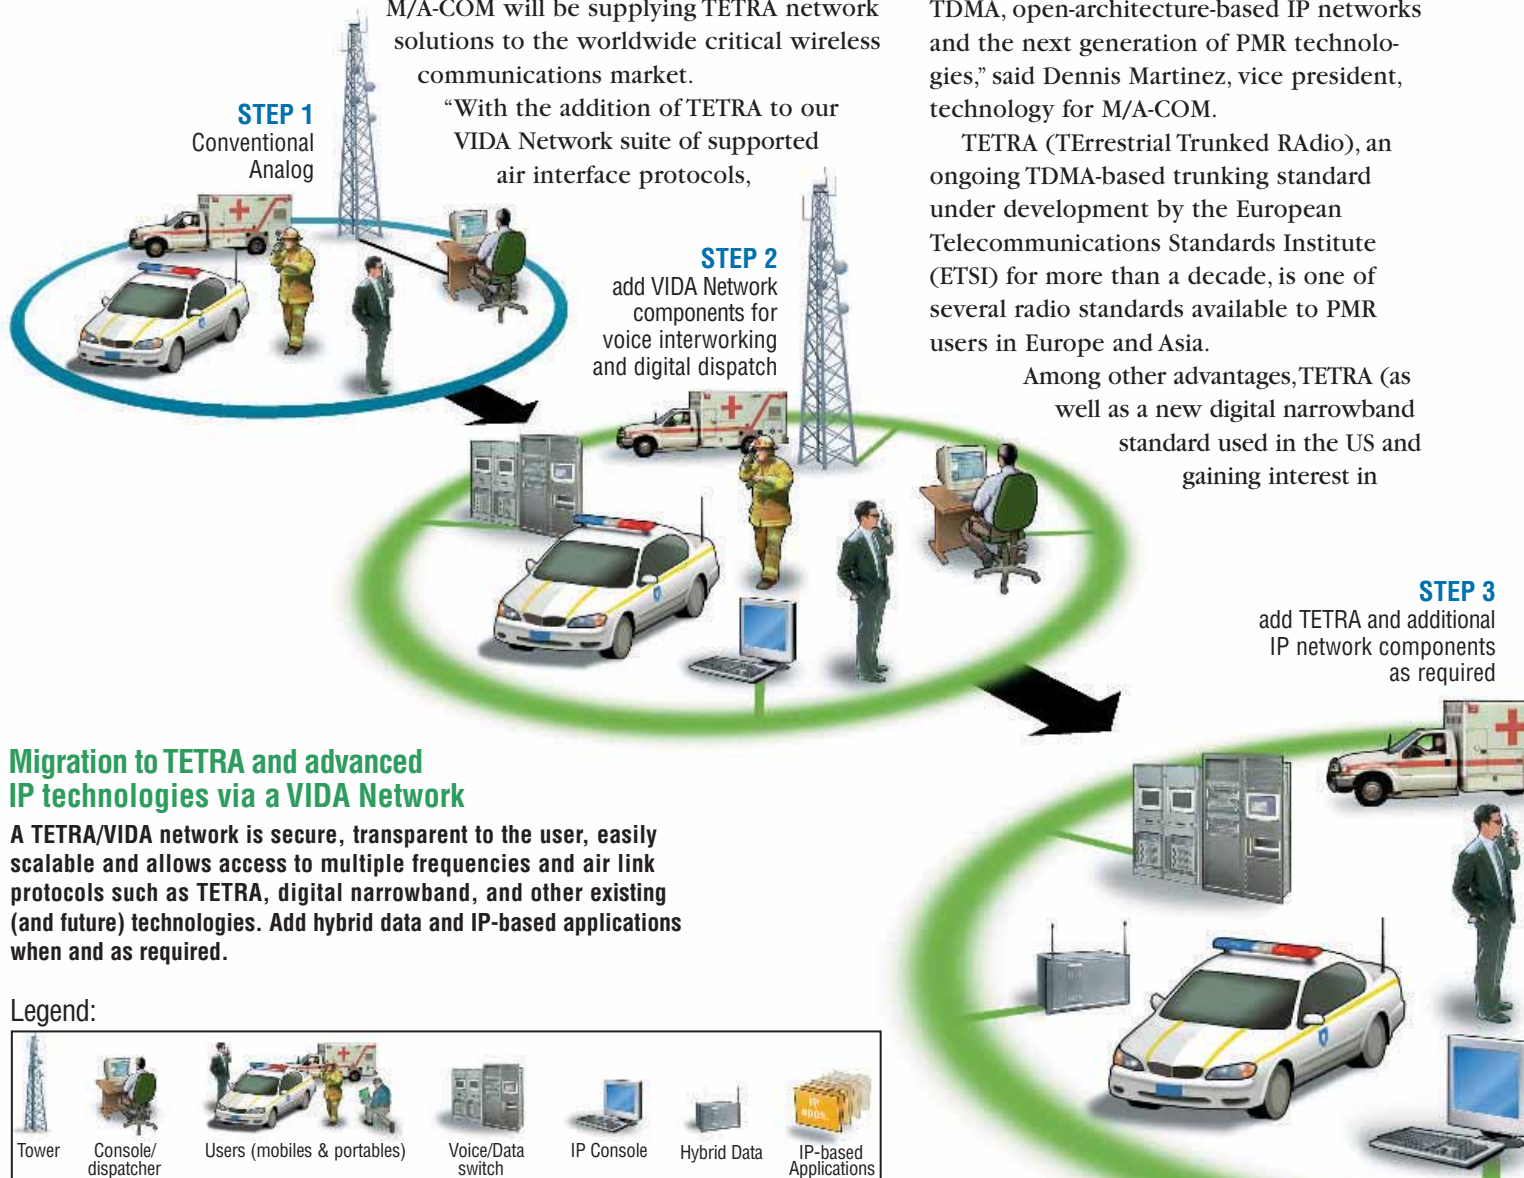 M/A-COM will be supplying TETRA network
solutions to the worldwide critical wireless
communications market.
“With the addition of TETRA to our
VIDA Network suite of supported
air interface protocols,
TDMA, open-architecture-based IP networks
and the next generation of PMR technolo-
gies,” said Dennis Martinez, vice president,
technology for M/A-COM.
TETRA (TErrestrial Trunked RAdio), an
ongoing TDMA-based trunking standard
under development by the European
Telecommunications Standards Institute
(ETSI) for more than a decade, is one of
several radio standards available to PMR
users in Europe and Asia.
Among other advantages, TETRA (as
well as a new digital narrowband
standard used in the US and
gaining interest in
STEP 1
Conventional
Analog
STEP 2
add VIDA Network
components for
voice interworking
and digital dispatch
STEP 3
add TETRA and additional
IP network components
as required
Migration to TETRA and advanced
IP technologies via a VIDA Network
A TETRA/VIDA network is secure, transparent to the user, easily
scalable and allows access to multiple frequencies and air link
protocols such as TETRA, digital narrowband, and other existing
(and future) technologies. Add hybrid data and IP-based applications
when and as required.
Legend:
Tower
Console/
dispatcher
Users (mobiles & portables)
Voice/Data
switch
IP Console
Hybrid Data
IP
apps
IP-based
Applications